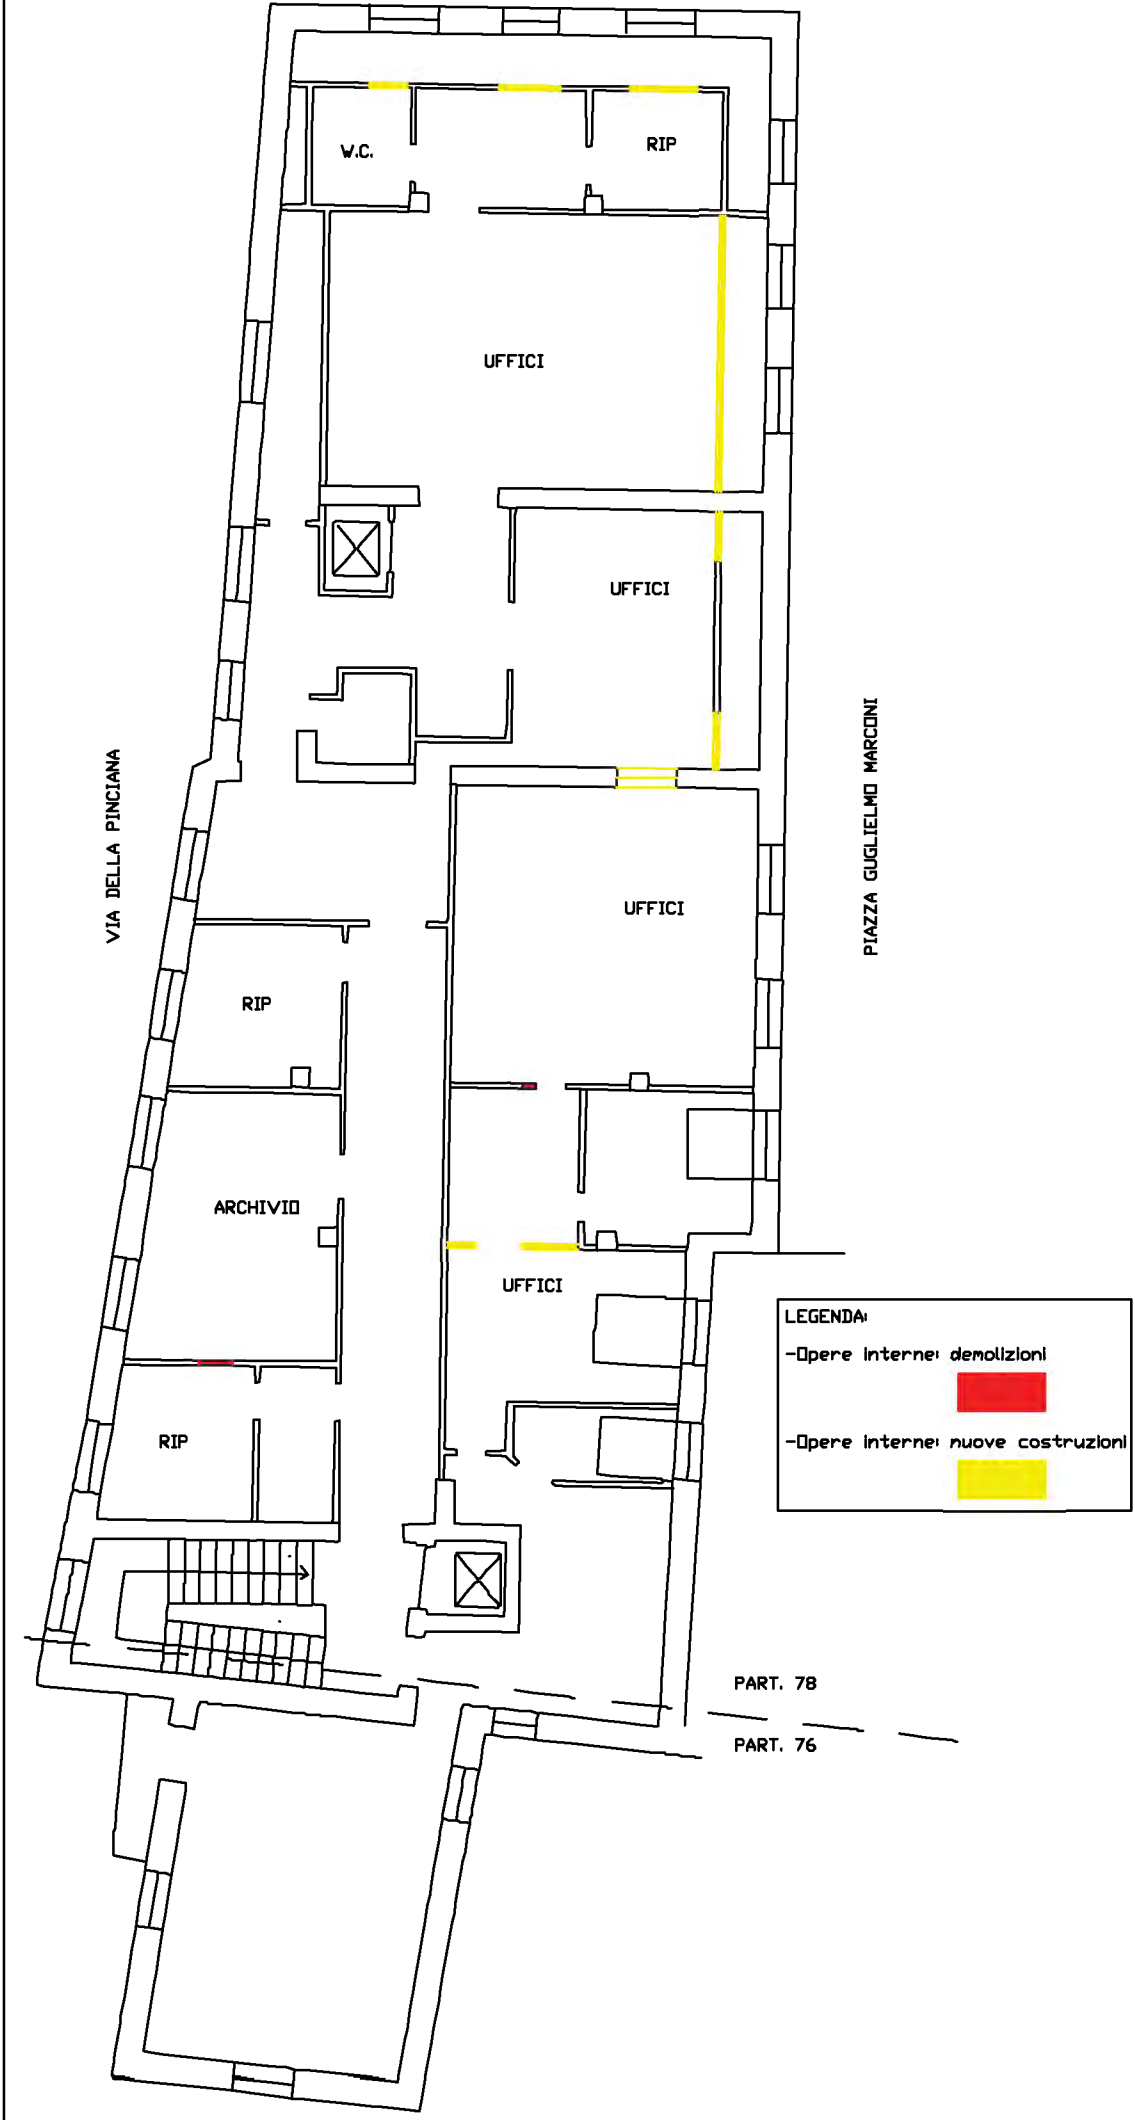 W.C.
RIP
UFFICI
UFFICI
VIA DELLA PINCIANA
PIAZZA GUGLIELMO MARCONI
UFFICI
RIP
ARCHIVIO
UFFICI
LEGENDA:
-Opere interne: demolizioni
-Opere interne: nuove costruzioni
RIP
PART. 78
PART. 76